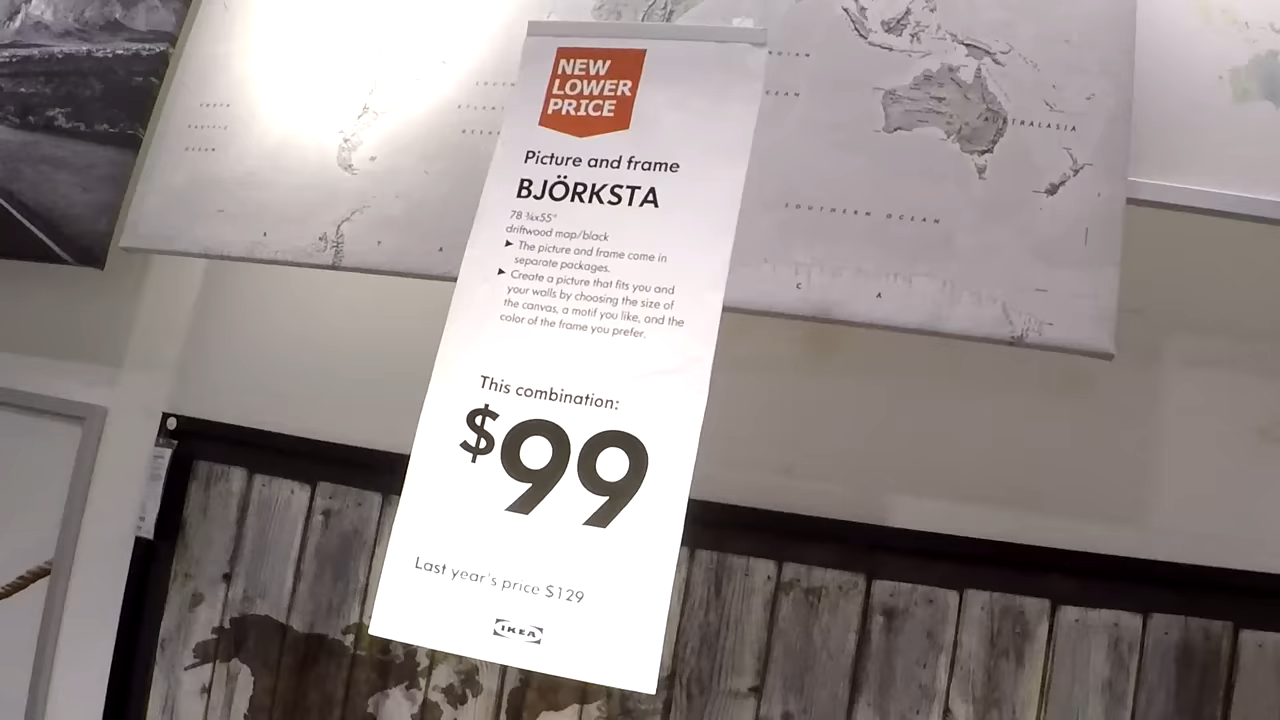 NEW
LOWER
PRICE
Picture and frame
BJÖRKSTA
78 ¾x55"
driftwood map/black
➤ The picture and frame come in
separate packages.
➤ Create a picture that fits you and
your walls by choosing the size of
the canvas, a motif you like, and the
color of the frame you prefer.
This combination:
$99
Last year's price $129
IKEA
AUSTRALASIA
SOUTHERN OCEAN
C A